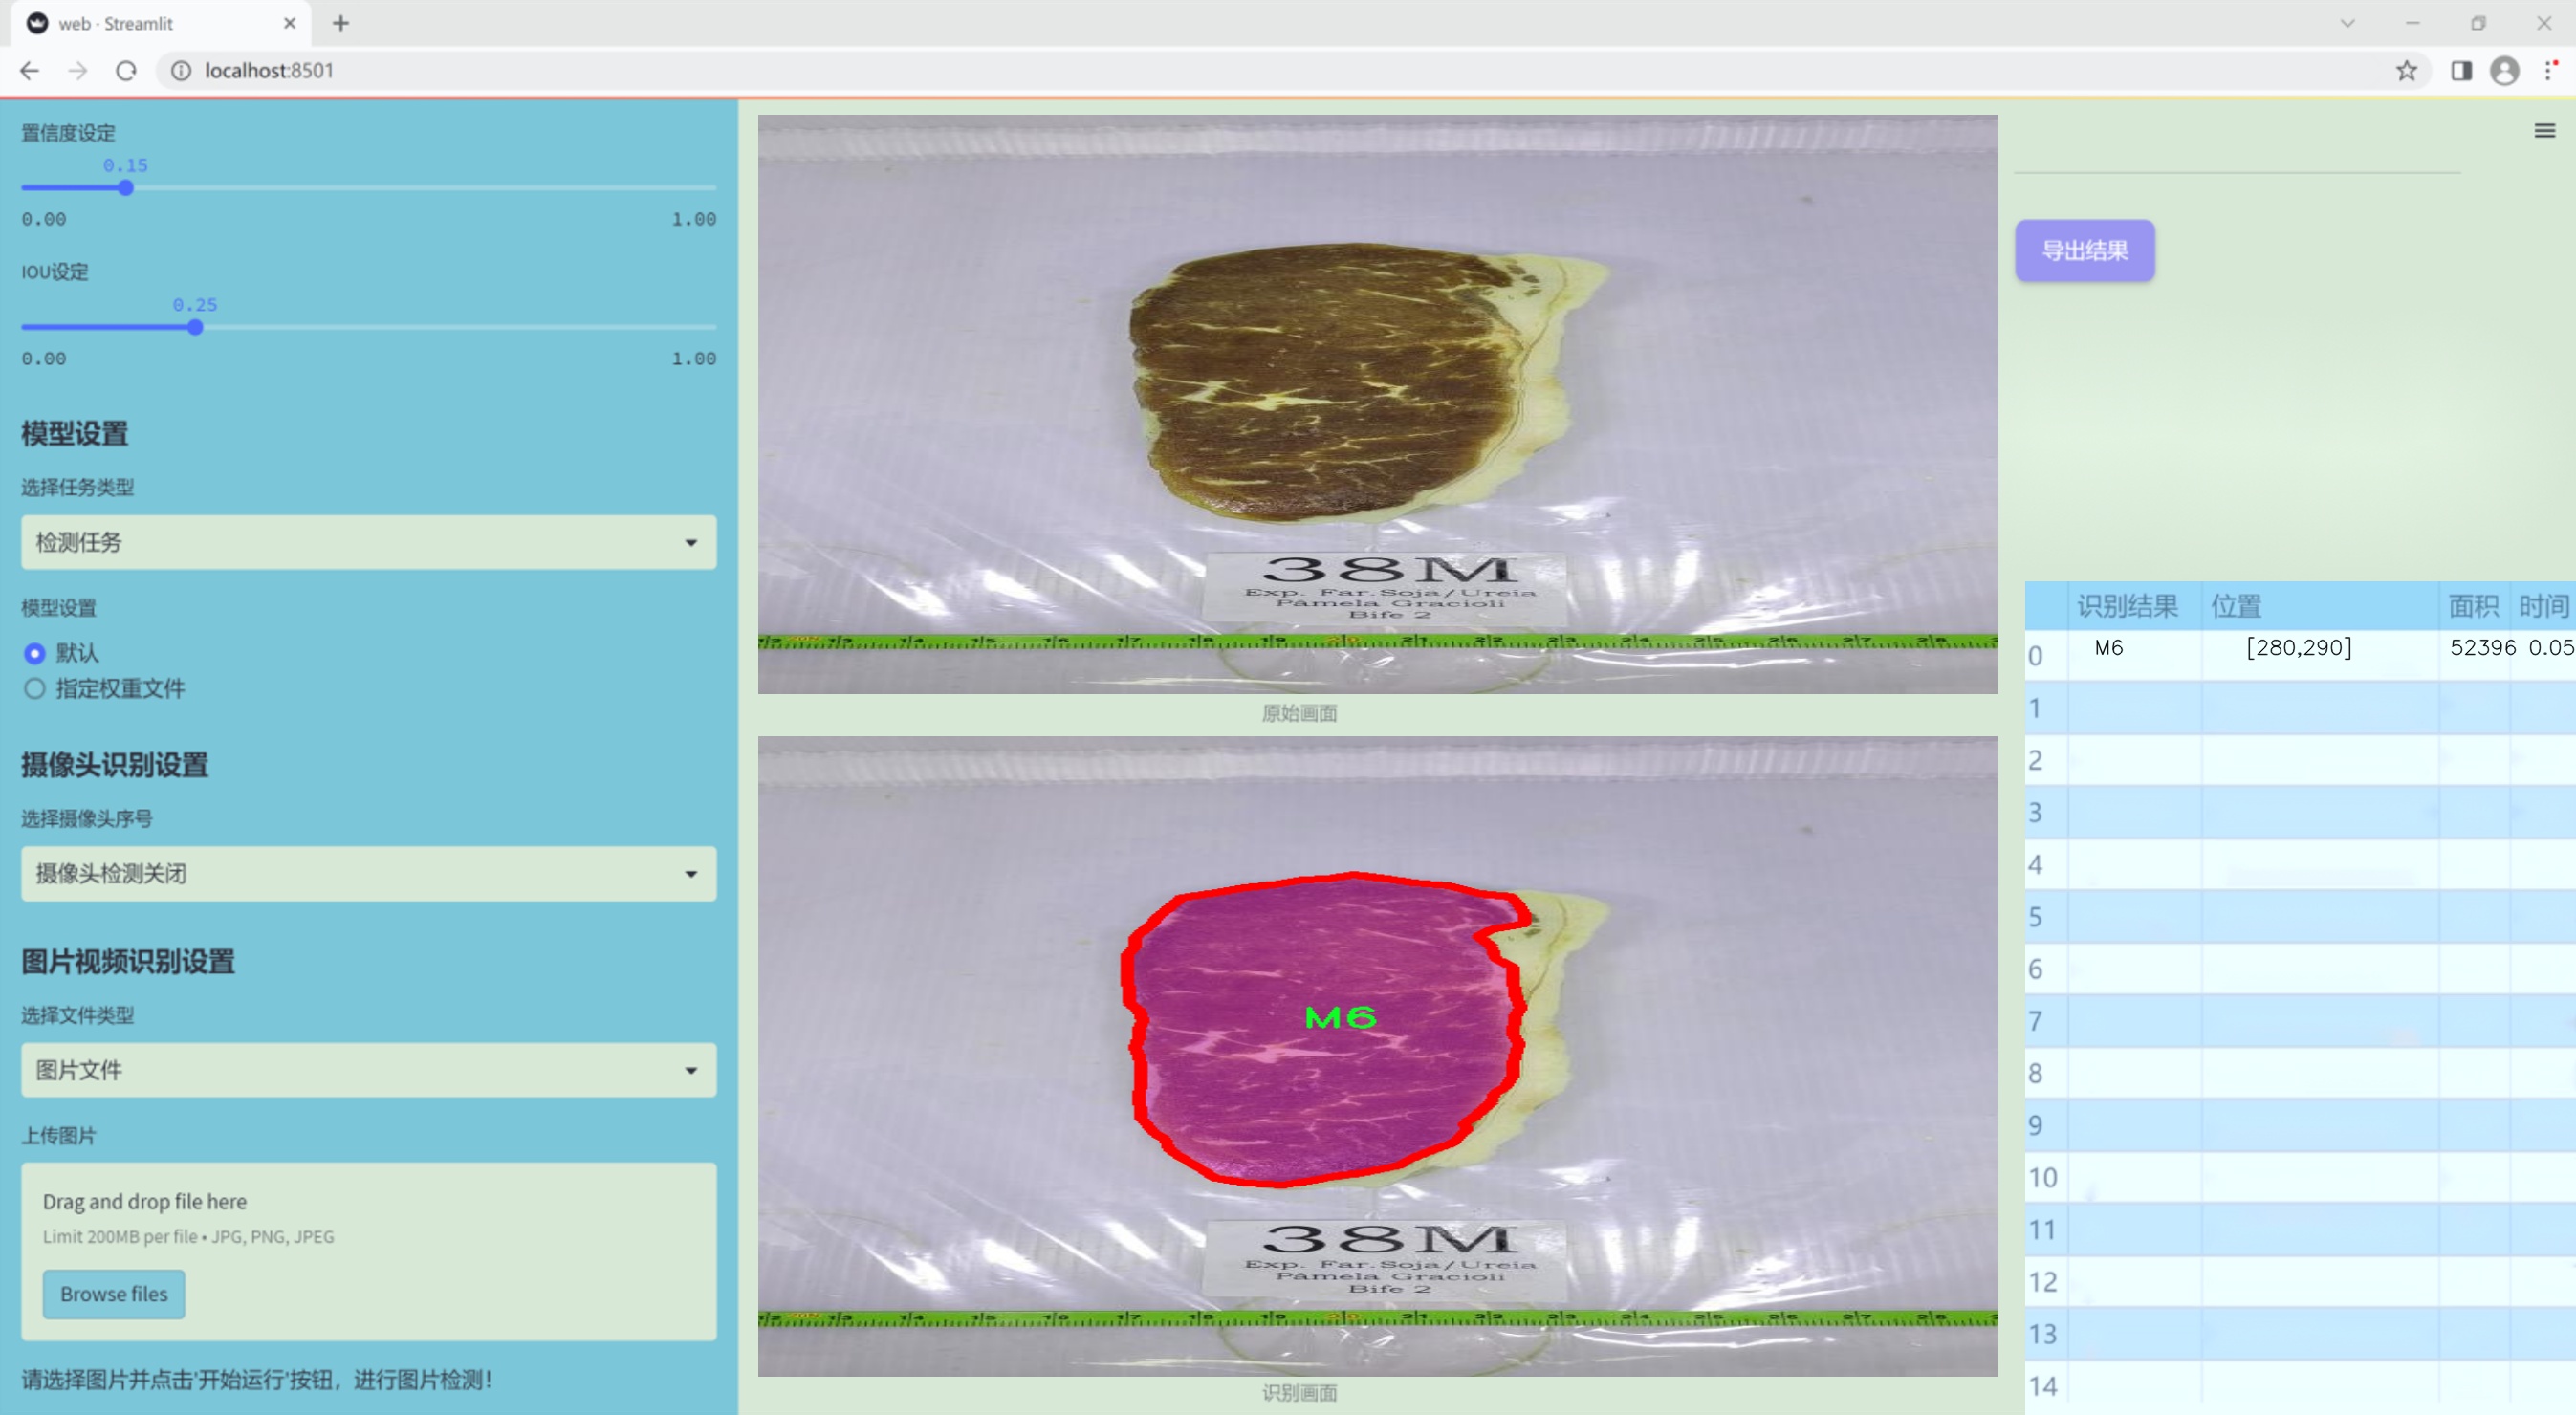 web · Streamlit
localhost:8501
置信度设定
0.15
0.00 1.00
IOU设定
0.25
0.00 1.00
模型设置
选择任务类型
检测任务
模型设置
默认
指定权重文件
摄像头识别设置
选择摄像头序号
摄像头检测关闭
图片视频识别设置
选择文件类型
图片文件
上传图片
Drag and drop file here
Limit 200MB per file • JPG, PNG, JPEG
Browse files
请选择图片并点击'开始运行'按钮，进行图片检测！
38M
Exp. Far.Soja/Ureia
Pâmela Gracioli
Bife 2
原始画面
M6
38M
Exp. Far.Soja/Ureia
Pâmela Gracioli
Bife 2
识别画面
导出结果
识别结果 位置 面积 时间
0 M6 [280,290] 52396 0.05
1
2
3
4
5
6
7
8
9
10
11
12
13
14